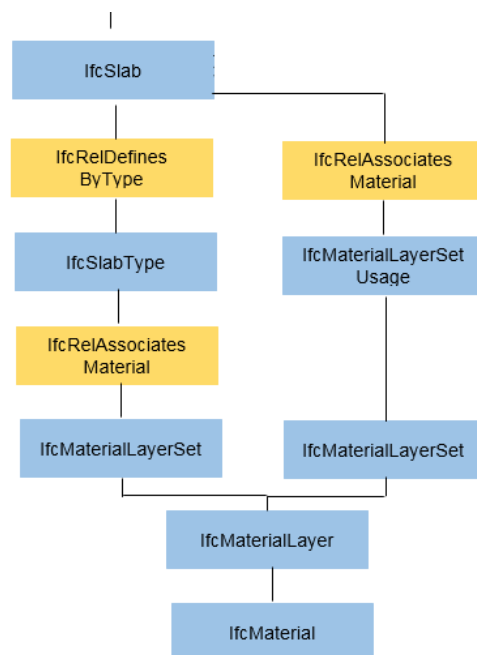 IfcSlab
IfcRelDefines
ByType
IfcRelAssociates
Material
IfcSlabType
IfcMaterialLayerSet
Usage
IfcRelAssociates
Material
IfcMaterialLayerSet
IfcMaterialLayerSet
IfcMaterialLayer
IfcMaterial